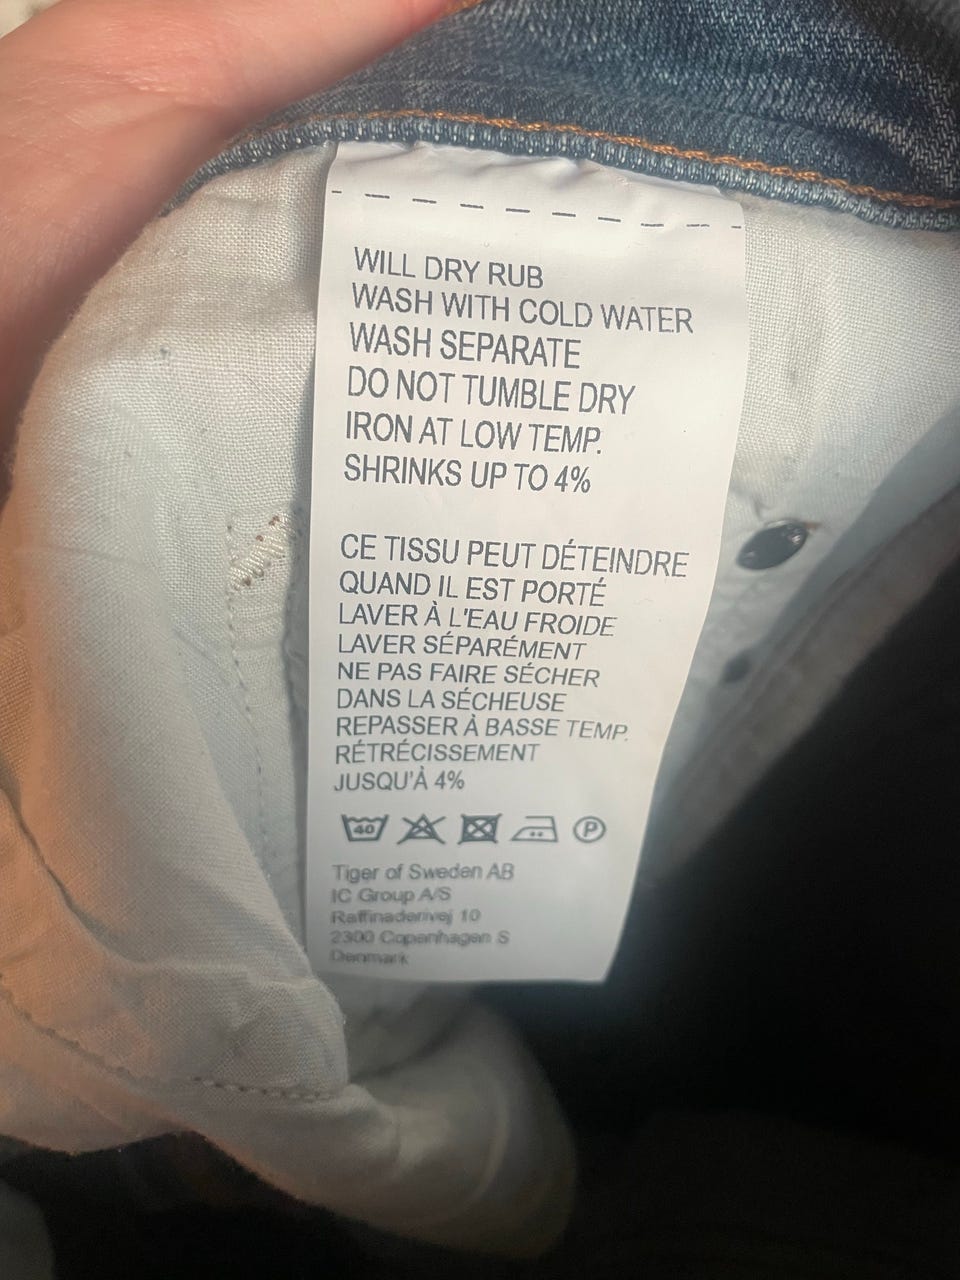 WILL DRY RUB
WASH WITH COLD WATER
WASH SEPARATE
DO NOT TUMBLE DRY
IRON AT LOW TEMP.
SHRINKS UP TO 4%
CE TISSU PEUT DÉTEINDRE
QUAND IL EST PORTÉ
LAVER À L'EAU FROIDE
LAVER SÉPARÉMENT
NE PAS FAIRE SÉCHER
DANS LA SÉCHEUSE
REPASSER À BASSE TEMP.
RÉTRÉCISSEMENT
JUSQU'À 4%
40 P
Tiger of Sweden AB
IC Group A/S
Raffinaderivej 10
2300 Copenhagen S
Denmark